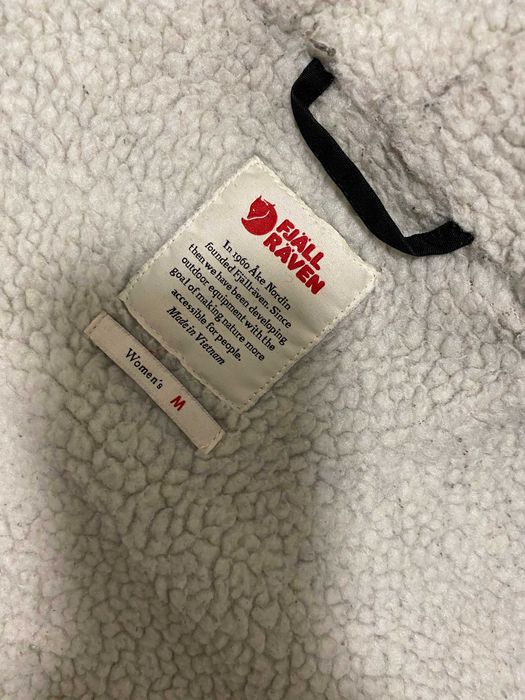 FJÄLL
RÄVEN
In 1960 Åke Nordin
founded Fjällräven. Since
then we have been developing
outdoor equipment with the
goal of making nature more
accessible for people.
Made in Vietnam
Women's M